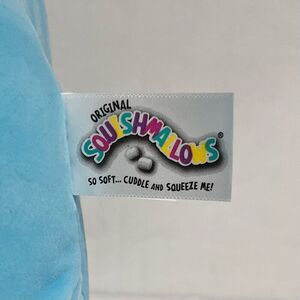 ORIGINAL
SQUISHMALLOWS®
SO SOFT... CUDDLE AND SQUEEZE ME!